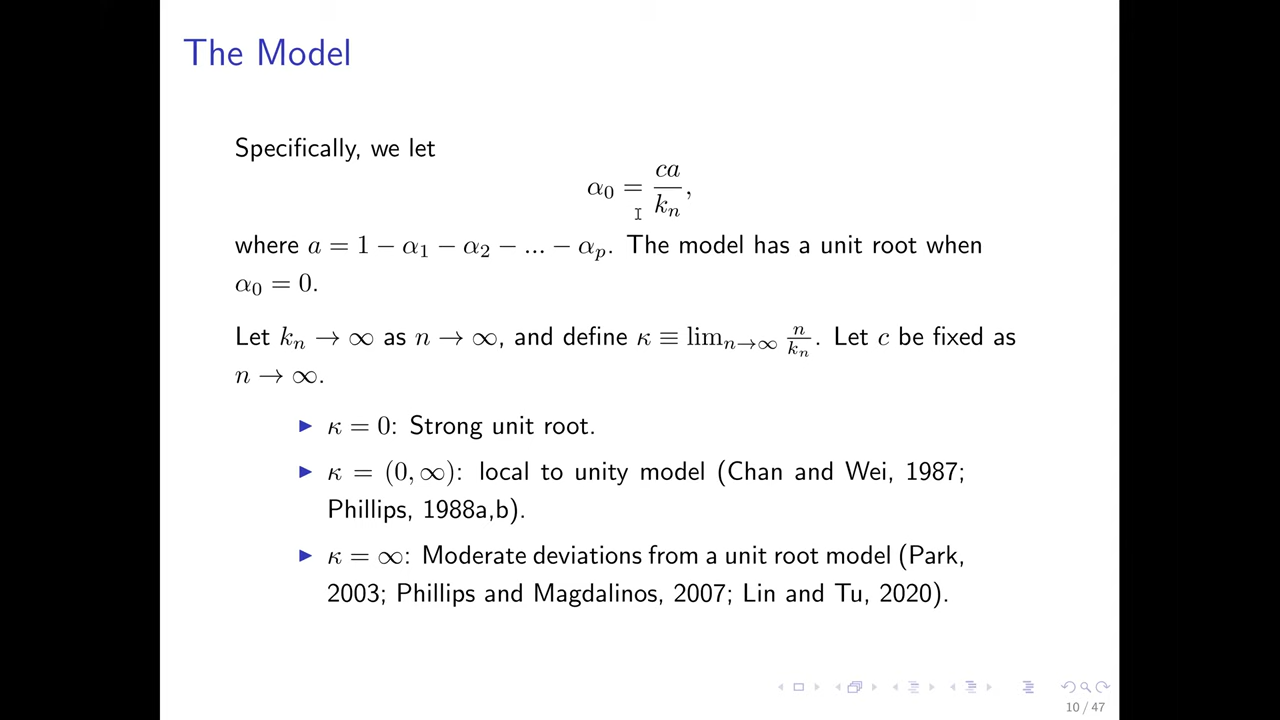 The Model
Specifically, we let
α₀ = ca/kₙ,
where a = 1 − α₁ − α₂ − ... − αₚ. The model has a unit root when
α₀ = 0.
Let kₙ → ∞ as n → ∞, and define κ ≡ limₙ→∞ n/kₙ. Let c be fixed as
n → ∞.
▶ κ = 0: Strong unit root.
▶ κ = (0, ∞): local to unity model (Chan and Wei, 1987;
Phillips, 1988a,b).
▶ κ = ∞: Moderate deviations from a unit root model (Park,
2003; Phillips and Magdalinos, 2007; Lin and Tu, 2020).
10 / 47